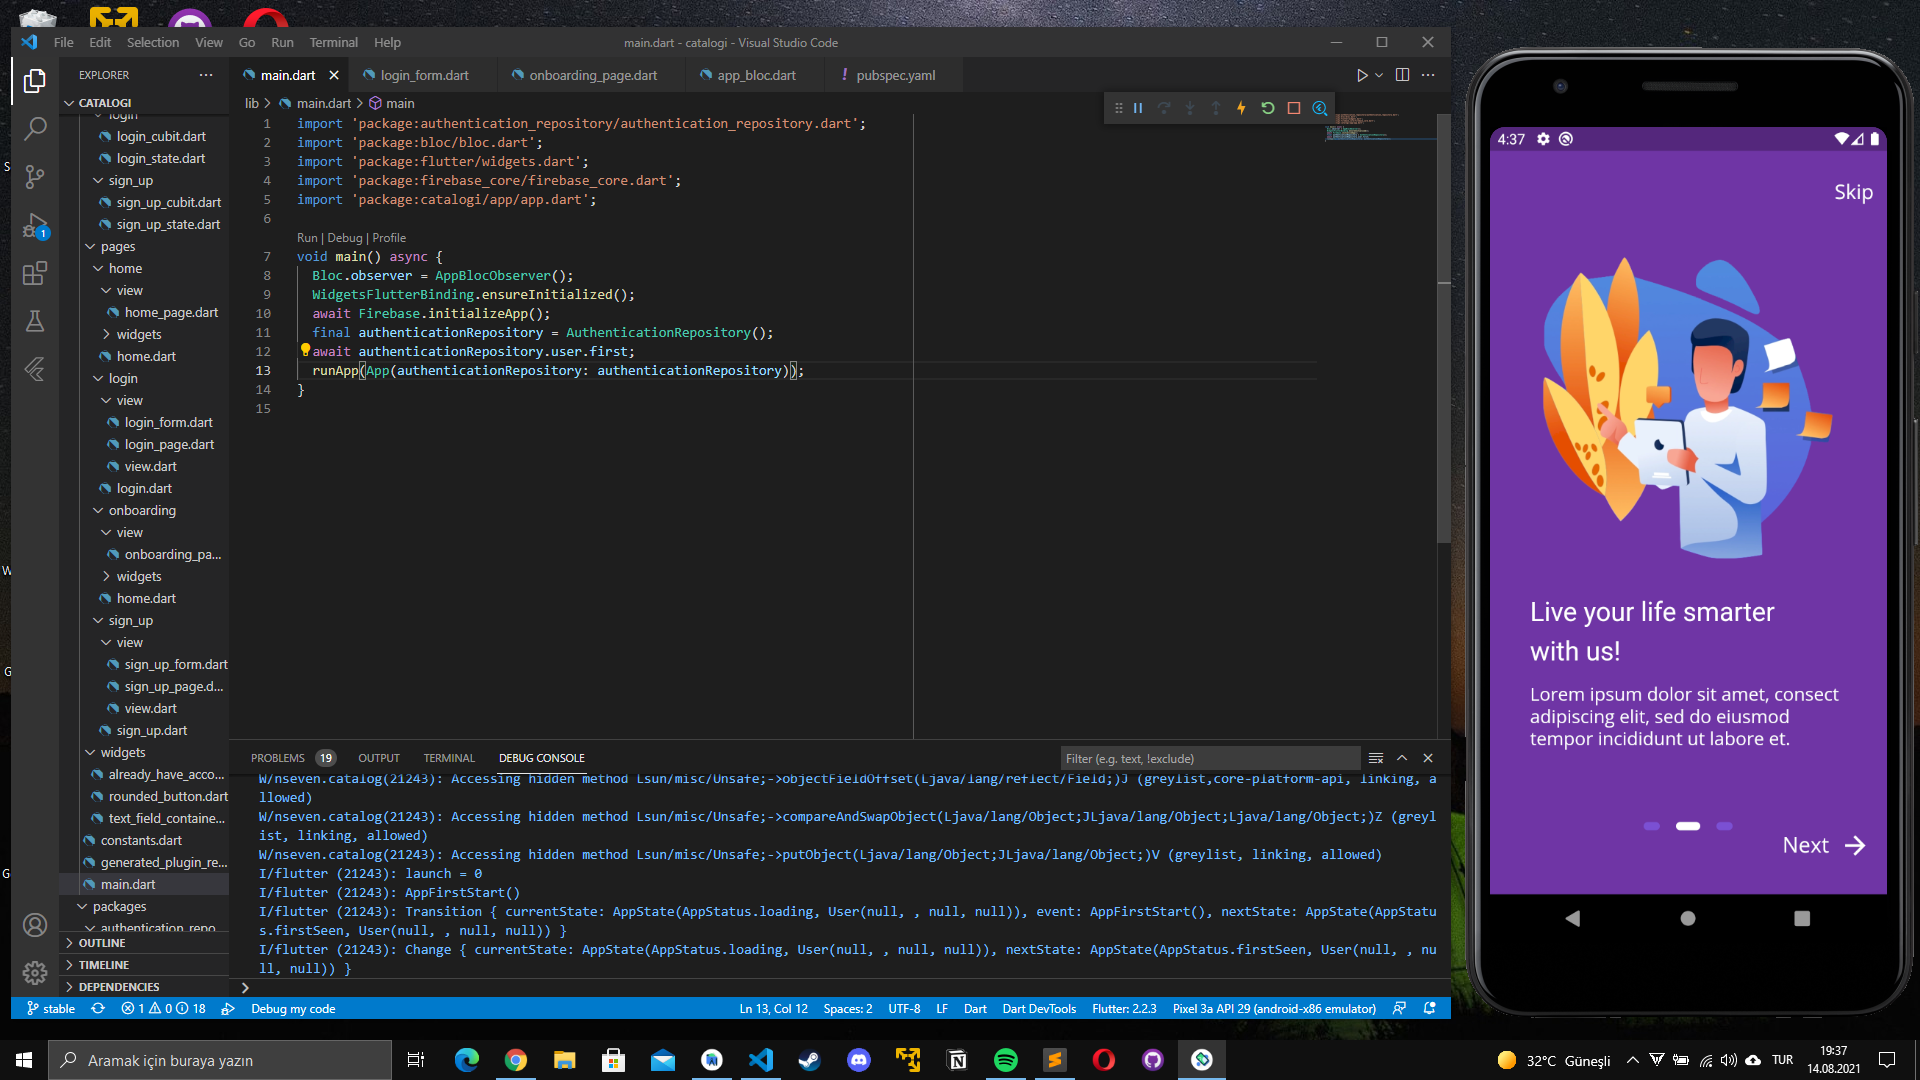 File Edit Selection View Go Run Terminal Help
main.dart - catalogi - Visual Studio Code
EXPLORER
CATALOGI
login
login_cubit.dart
login_state.dart
sign_up
sign_up_cubit.dart
sign_up_state.dart
pages
home
view
home_page.dart
widgets
home.dart
login
view
login_form.dart
login_page.dart
view.dart
login.dart
onboarding
view
onboarding_pa...
widgets
home.dart
sign_up
view
sign_up_form.dart
sign_up_page.d...
view.dart
sign_up.dart
widgets
already_have_acco...
rounded_button.dart
text_field_containe...
constants.dart
generated_plugin_re...
main.dart
packages
authentication_repo
OUTLINE
TIMELINE
DEPENDENCIES
main.dart login_form.dart onboarding_page.dart app_bloc.dart ! pubspec.yaml
lib > main.dart > main
1 import 'package:authentication_repository/authentication_repository.dart';
2 import 'package:bloc/bloc.dart';
3 import 'package:flutter/widgets.dart';
4 import 'package:firebase_core/firebase_core.dart';
5 import 'package:catalogi/app/app.dart';
6
Run | Debug | Profile
7 void main() async {
8 Bloc.observer = AppBlocObserver();
9 WidgetsFlutterBinding.ensureInitialized();
10 await Firebase.initializeApp();
11 final authenticationRepository = AuthenticationRepository();
12 await authenticationRepository.user.first;
13 runApp(App(authenticationRepository: authenticationRepository));
14 }
15
PROBLEMS 19 OUTPUT TERMINAL DEBUG CONSOLE
Filter (e.g. text, !exclude)
W/nseven.catalog(21243): Accessing hidden method Lsun/misc/Unsafe;->objectFieldOffset(Ljava/lang/reflect/Field;)J (greylist,core-platform-api, linking, a
llowed)
W/nseven.catalog(21243): Accessing hidden method Lsun/misc/Unsafe;->compareAndSwapObject(Ljava/lang/Object;JLjava/lang/Object;Ljava/lang/Object;)Z (greyl
ist, linking, allowed)
W/nseven.catalog(21243): Accessing hidden method Lsun/misc/Unsafe;->putObject(Ljava/lang/Object;JLjava/lang/Object;)V (greylist, linking, allowed)
I/flutter (21243): launch = 0
I/flutter (21243): AppFirstStart()
I/flutter (21243): Transition { currentState: AppState(AppStatus.loading, User(null, , null, null)), event: AppFirstStart(), nextState: AppState(AppStatu
s.firstSeen, User(null, , null, null)) }
I/flutter (21243): Change { currentState: AppState(AppStatus.loading, User(null, , null, null)), nextState: AppState(AppStatus.firstSeen, User(null, , nu
ll, null)) }
stable 1 0 18 Debug my code
Ln 13, Col 12 Spaces: 2 UTF-8 LF Dart Dart DevTools Flutter: 2.2.3 Pixel 3a API 29 (android-x86 emulator)
1
4:37
Skip
Live your life smarter
with us!
Lorem ipsum dolor sit amet, consect
adipiscing elit, sed do eiusmod
tempor incididunt ut labore et.
Next
Aramak için buraya yazın
32°C Güneşli
TUR
19:37
14.08.2021